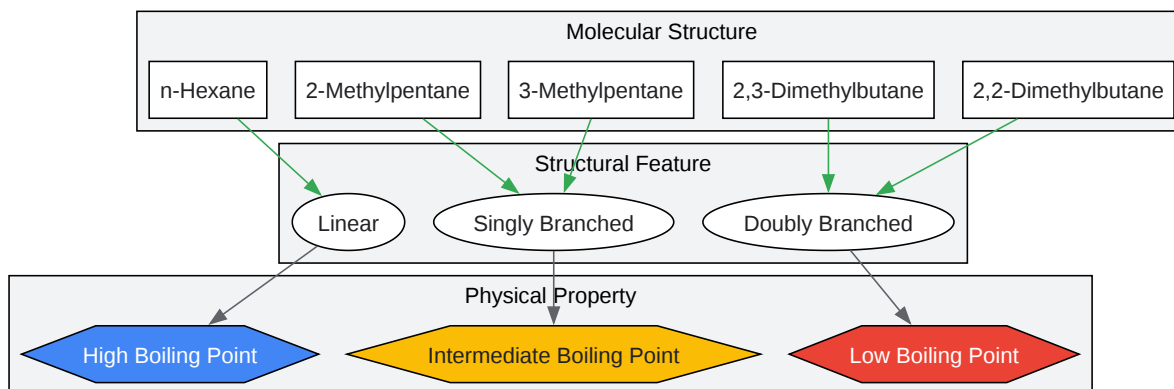 Molecular Structure
n-Hexane
2-Methylpentane
3-Methylpentane
2,3-Dimethylbutane
2,2-Dimethylbutane
Structural Feature
Linear
Singly Branched
Doubly Branched
Physical Property
High Boiling Point
Intermediate Boiling Point
Low Boiling Point